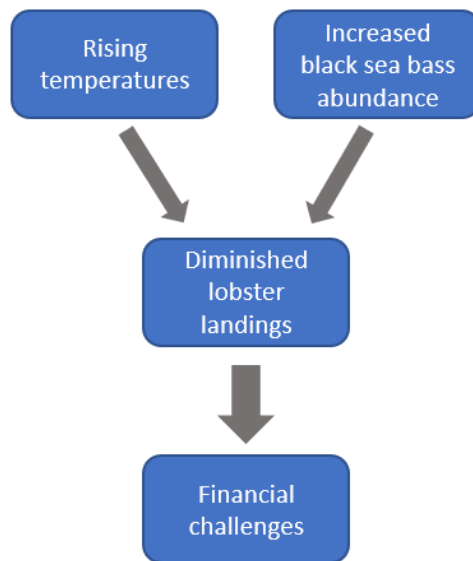 Rising
temperatures
Increased
black sea bass
abundance
Diminished
lobster
landings
Financial
challenges